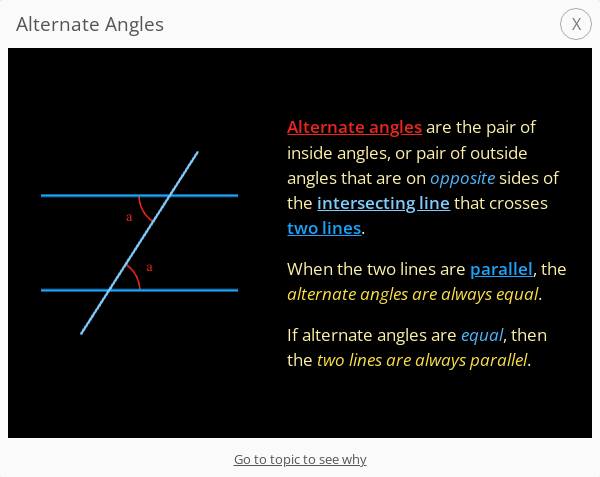 Alternate Angles
X
Alternate angles are the pair of
inside angles, or pair of outside
angles that are on opposite sides of
the intersecting line that crosses
two lines.
When the two lines are parallel, the
alternate angles are always equal.
If alternate angles are equal, then
the two lines are always parallel.
a
a
Go to topic to see why